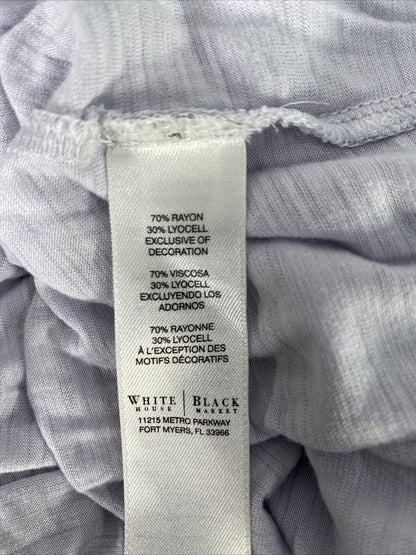 70% RAYON
30% LYOCELL
EXCLUSIVE OF
DECORATION
70% VISCOSA
30% LYOCELL
EXCLUYENDO LOS
ADORNOS
70% RAYONNE
30% LYOCELL
À L'EXCEPTION DES
MOTIFS DÉCORATIFS
WHITE | BLACK
HOUSE | MARKET
11215 METRO PARKWAY
FORT MYERS, FL 33966